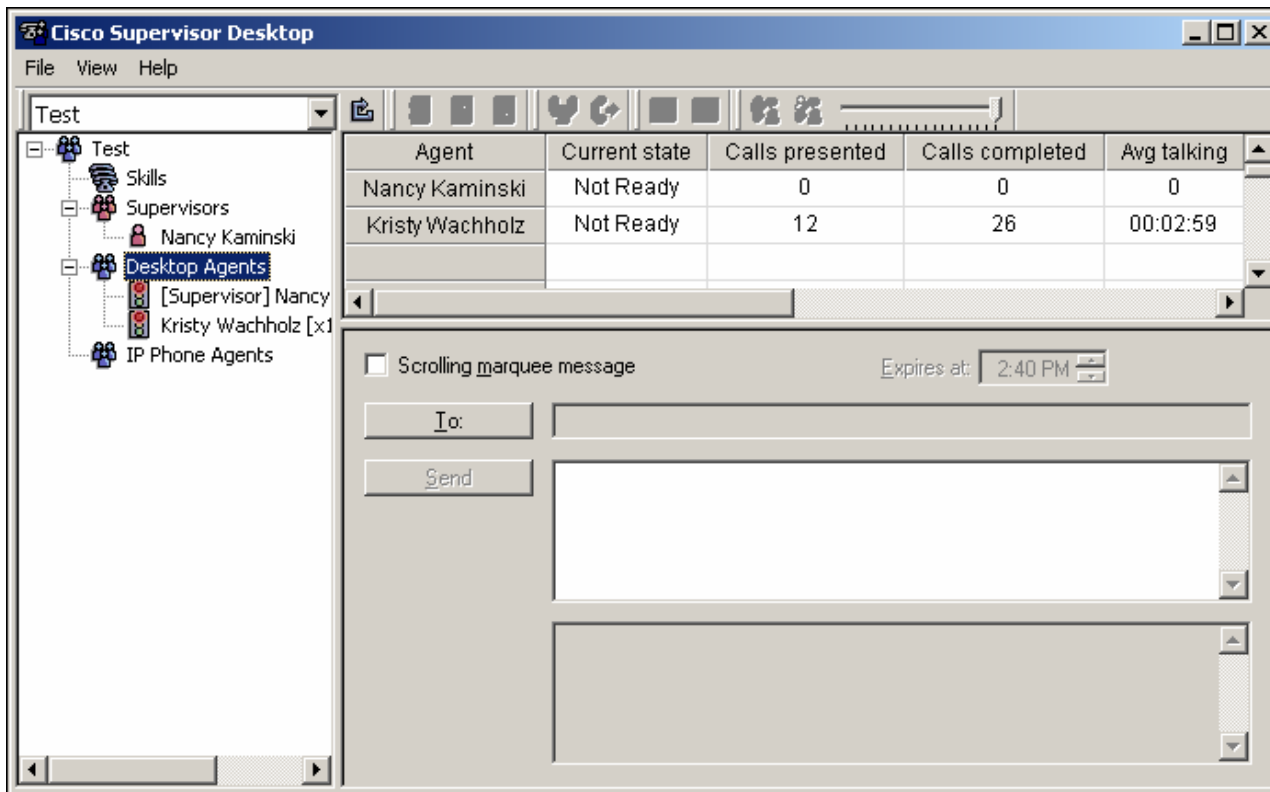 Cisco Supervisor Desktop
File View Help
Test
Test
Skills
Supervisors
Nancy Kaminski
Desktop Agents
[Supervisor] Nancy
Kristy Wachholz [x1
IP Phone Agents
Agent Current state Calls presented Calls completed Avg talking
Nancy Kaminski Not Ready 0 0 0
Kristy Wachholz Not Ready 12 26 00:02:59
Scrolling marquee message Expires at: 2:40 PM
To:
Send